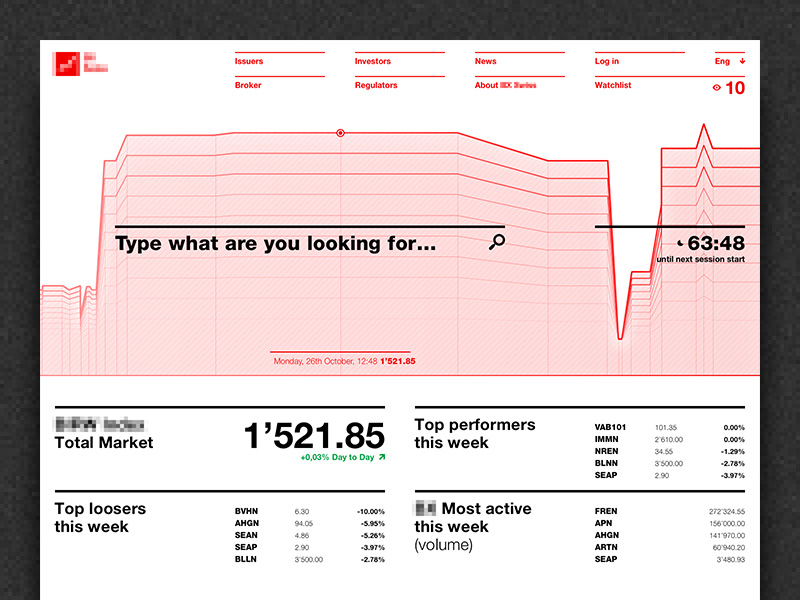 Issuers
Investors
News
Log in
Eng
Broker
Regulators
About
Watchlist
10
Type what are you looking for...
63:48
until next session start
Monday, 26th October, 12:48 1'521.85
Total Market
1'521.85
+0,03% Day to Day
Top performers
this week
VAB101 101.35 0.00%
IMMN 2'610.00 0.00%
NREN 34.55 -1.29%
BLNN 3'500.00 -2.78%
SEAP 2.90 -3.97%
Top loosers
this week
BVHN 6.30 -10.00%
AHGN 94.05 -5.95%
SEAN 4.86 -5.26%
SEAP 2.90 -3.97%
BLLN 3'500.00 -2.78%
Most active
this week
(volume)
FREN 272'324.55
APN 156'000.00
AHGN 141'970.00
ARTN 60'940.20
SEAP 3'480.93